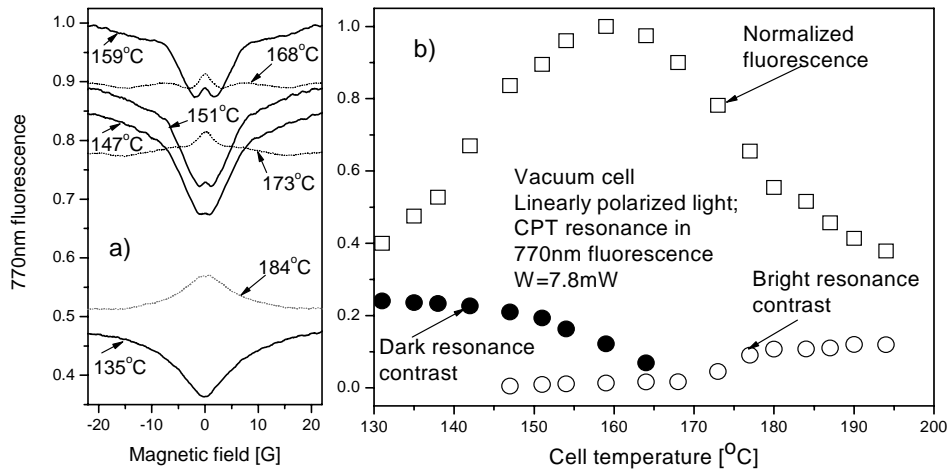 770nm fluorescence
1.0
0.9
0.8
0.7
0.6
0.5
0.4
159°C
168°C
151°C
147°C
173°C
a)
184°C
135°C
-20
-10
0
10
20
Magnetic field [G]
b)
1.0
0.8
0.6
0.4
0.2
0.0
Normalized
fluorescence
Vacuum cell
Linearly polarized light;
CPT resonance in
770nm fluorescence
W=7.8mW
Bright resonance
contrast
Dark resonance
contrast
130
140
150
160
170
180
190
200
Cell temperature [°C]